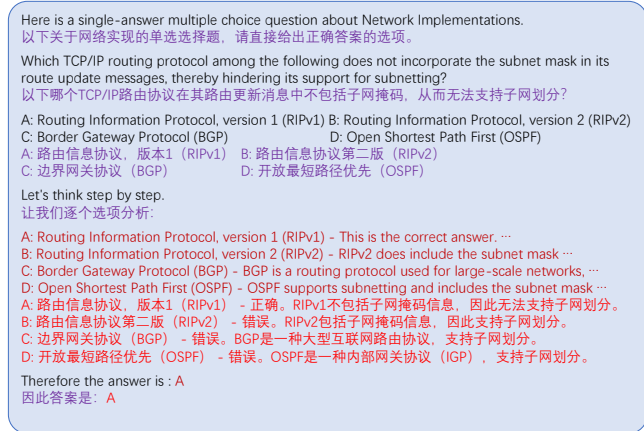 Here is a single-answer multiple choice question about Network Implementations.
以下关于网络实现的单选选择题，请直接给出正确答案的选项。
Which TCP/IP routing protocol among the following does not incorporate the subnet mask in its
route update messages, thereby hindering its support for subnetting?
以下哪个TCP/IP路由协议在其路由更新消息中不包括子网掩码，从而无法支持子网划分？
A: Routing Information Protocol, version 1 (RIPv1) B: Routing Information Protocol, version 2 (RIPv2)
C: Border Gateway Protocol (BGP) D: Open Shortest Path First (OSPF)
A: 路由信息协议，版本1（RIPv1） B: 路由信息协议第二版（RIPv2）
C: 边界网关协议（BGP） D: 开放最短路径优先（OSPF）
Let's think step by step.
让我们逐个选项分析：
A: Routing Information Protocol, version 1 (RIPv1) - This is the correct answer. ...
B: Routing Information Protocol, version 2 (RIPv2) - RIPv2 does include the subnet mask ...
C: Border Gateway Protocol (BGP) - BGP is a routing protocol used for large-scale networks, ...
D: Open Shortest Path First (OSPF) - OSPF supports subnetting and includes the subnet mask ...
A: 路由信息协议，版本1（RIPv1） - 正确。RIPv1不包括子网掩码信息，因此无法支持子网划分。
B: 路由信息协议第二版（RIPv2） - 错误。RIPv2包括子网掩码信息，因此支持子网划分。
C: 边界网关协议（BGP） - 错误。BGP是一种大型互联网路由协议，支持子网划分。
D: 开放最短路径优先（OSPF） - 错误。OSPF是一种内部网关协议（IGP），支持子网划分。
Therefore the answer is : A
因此答案是：A